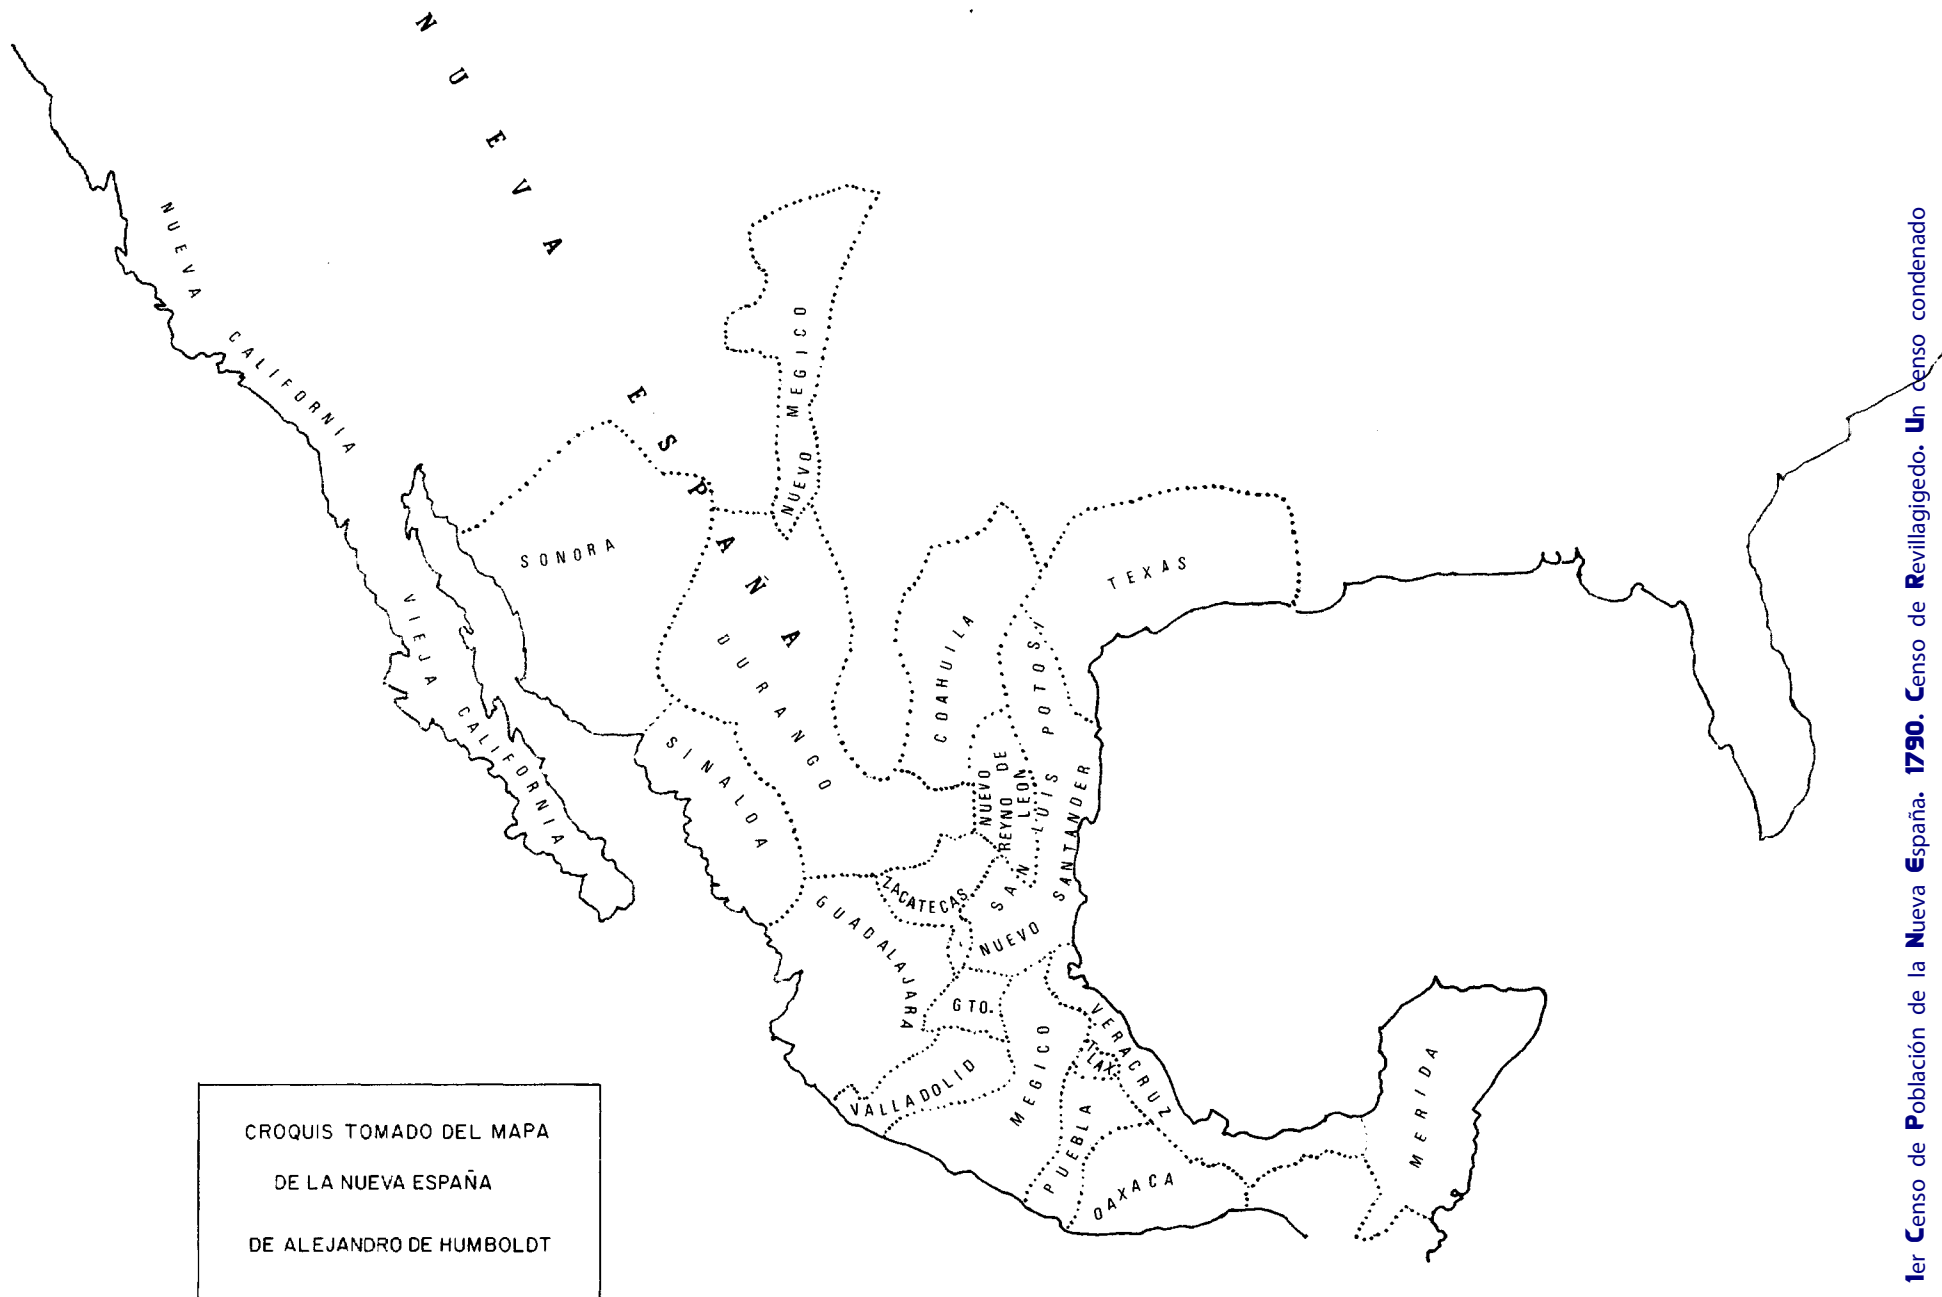 NUEVA ESPAÑA
NUEVA CALIFORNIA
VIEJA CALIFORNIA
NUEVO MEGICO
SONORA
TEXAS
DURANGO
COAHUILA
SINALOA
NUEVO
REYNO DE
LEON
SAN LUIS POTOSI
NUEVO SANTANDER
ZACATECAS
GUADALAJARA
GTO.
VALLADOLID
MEGICO
TLAX.
VERACRUZ
PUEBLA
OAXACA
MERIDA
CROQUIS TOMADO DEL MAPA
DE LA NUEVA ESPAÑA
DE ALEJANDRO DE HUMBOLDT
1er Censo de Población de la Nueva España. 1790. Censo de Revillagigedo. Un censo condenado